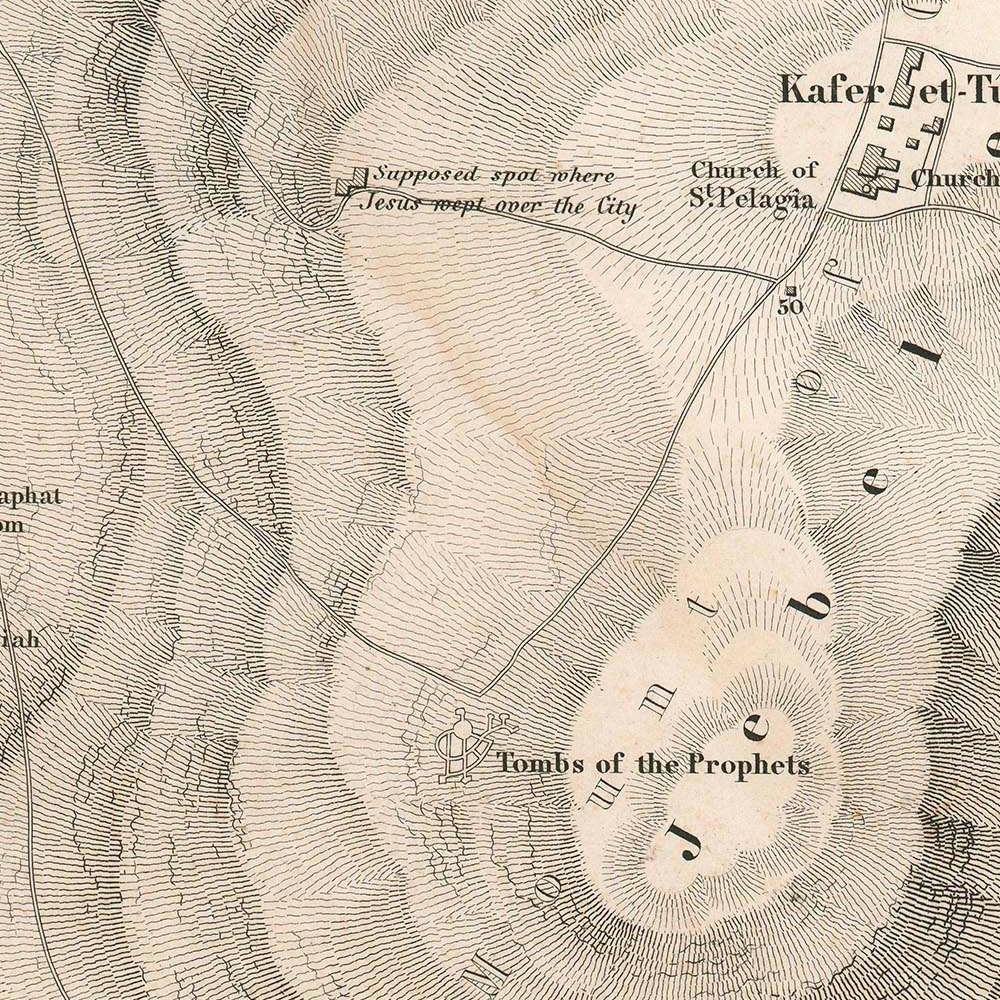 Kafer et-Tu
Supposed spot where
Jesus wept over the City
Church of
St. Pelagia
Church
50
aphat
om
iah
Tombs of the Prophets
Mount of
Jebel e